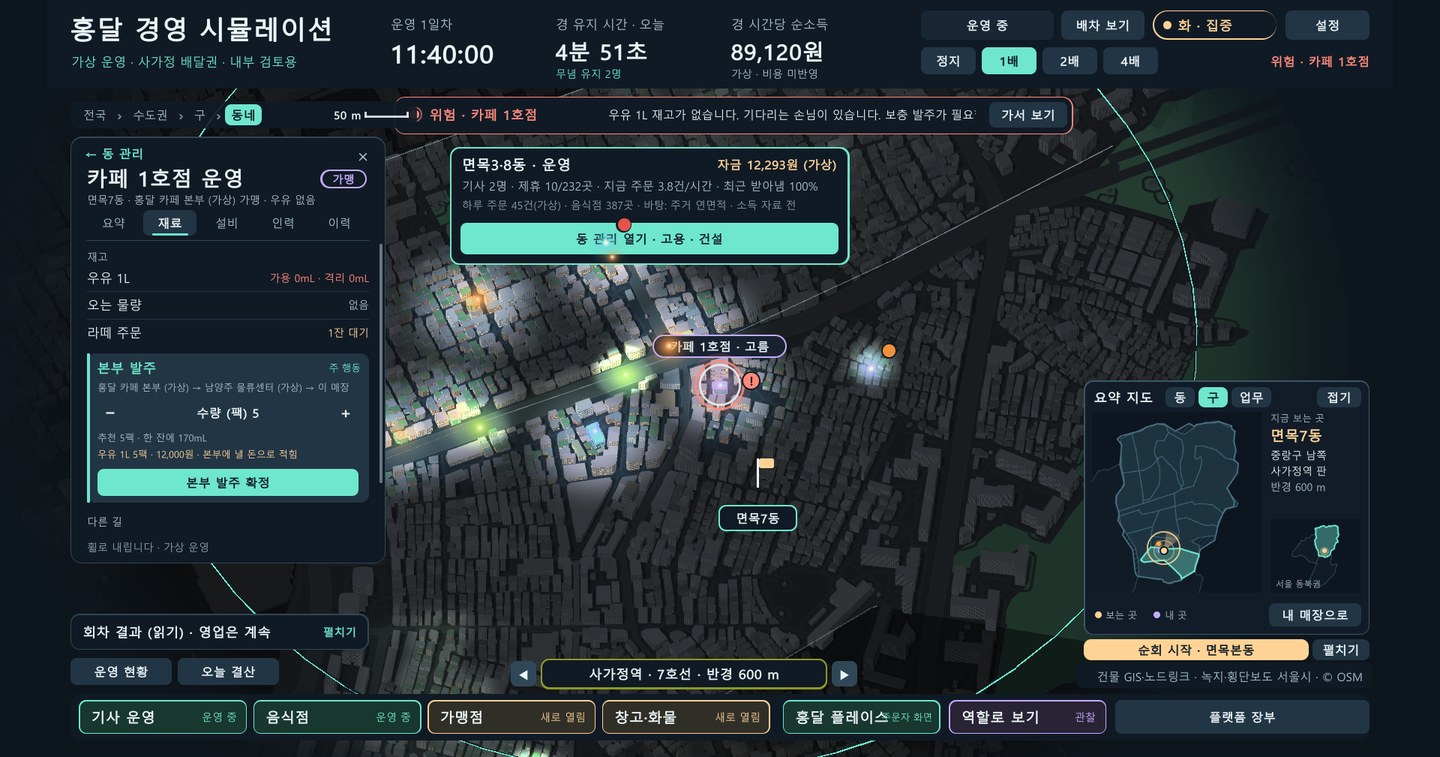 홍달 경영 시뮬레이션
가상 운영 · 사가정 배달권 · 내부 검토용
운영 1일차
11:40:00
경 유지 시간 · 오늘
4분 51초
무냄 유지 2명
경 시간당 순소득
89,120원
가상 · 비용 미반영
운영 중
배차 보기
화 · 집중
설정
정지
1배
2배
4배
위험 · 카페 1호점
전국 › 수도권 › 구 › 동네
50 m
위험 · 카페 1호점
우유 1L 재고가 없습니다. 기다리는 손님이 있습니다. 보충 발주가 필요
가서 보기
← 동 관리
×
카페 1호점 운영
가맹
면목7동 · 홍달 카페 본부 (가상) 가맹 · 우유 없음
요약
재료
설비
인력
이력
재고
우유 1L
가용 0mL · 격리 0mL
오는 물량
없음
라떼 주문
1잔 대기
본부 발주
주 행동
홍달 카페 본부 (가상) → 남양주 물류센터 (가상) → 이 매장
−
수량 (팩) 5
+
추천 5팩 · 한 잔에 170mL
우유 1L 5팩 · 12,000원 · 본부에 낼 돈으로 적힘
본부 발주 확정
다른 길
휠로 내립니다 · 가상 운영
면목3·8동 · 운영
자금 12,293원 (가상)
기사 2명 · 제휴 10/232곳 · 지금 주문 3.8건/시간 · 최근 받아냄 100%
하루 주문 45건(가상) · 음식점 387곳 · 바탕: 주거 연면적 · 소득 자료 전
동 관리 열기 · 고용 · 건설
카페 1호점 · 고름
!
면목7동
요약 지도
동
구
업무
접기
지금 보는 곳
면목7동
중랑구 남쪽
사가정역 판
반경 600 m
서울 동북권
보는 곳
내 곳
내 매장으로
순회 시작 · 면목본동
펼치기
건물 GIS·노드링크 · 녹지·횡단보도 서울시 · © OSM
회차 결과 (읽기) · 영업은 계속
펼치기
운영 현황
오늘 결산
◀
사가정역 · 7호선 · 반경 600 m
▶
기사 운영
운영 중
음식점
운영 중
가맹점
새로 열림
창고·화물
새로 열림
홍달 플레이스
주문자 화면
역할로 보기
관찰
플랫폼 장부